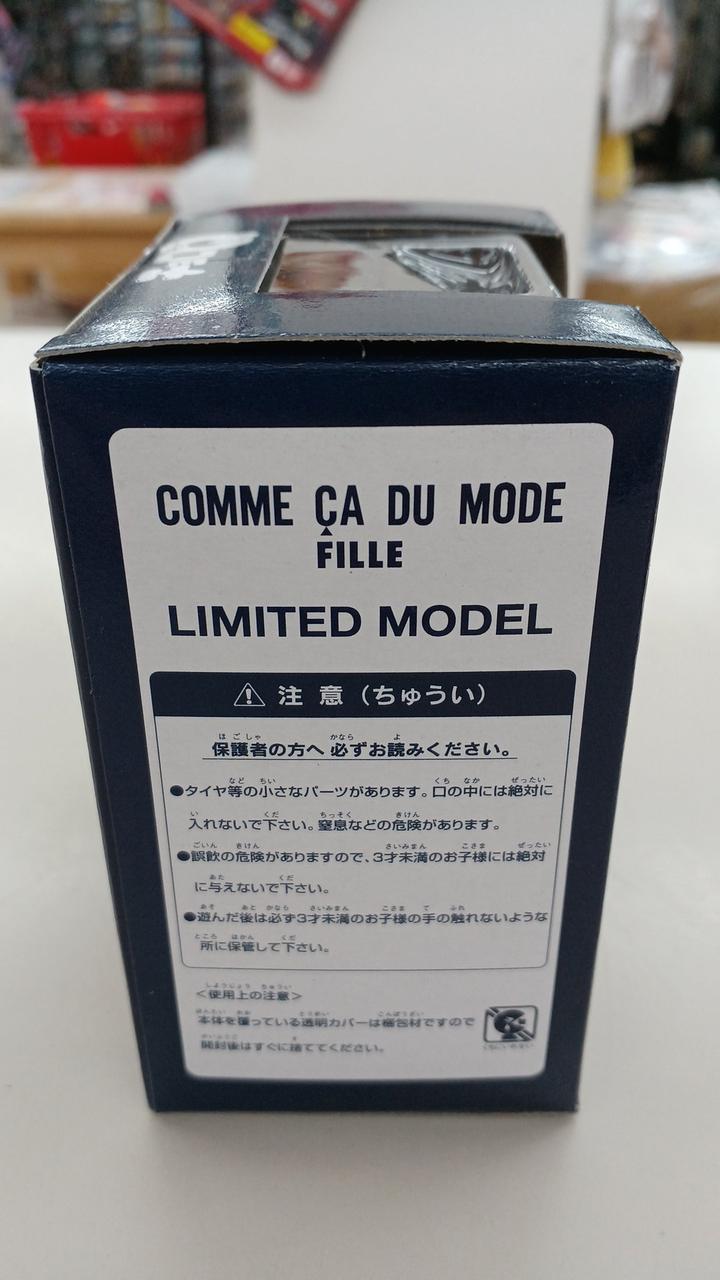 COMME ÇA DU MODE
FILLE
LIMITED MODEL
注意（ちゅうい）
保護者の方へ 必ずお読みください。
●タイヤ等の小さなパーツがあります。口の中には絶対に
入れないで下さい。窒息などの危険があります。
●誤飲の危険がありますので、3才未満のお子様には絶対
に与えないで下さい。
●遊んだ後は必ず3才未満のお子様の手の触れないような
所に保管して下さい。
＜使用上の注意＞
本体を覆っている透明カバーは梱包材ですので
開封後はすぐに捨ててください。